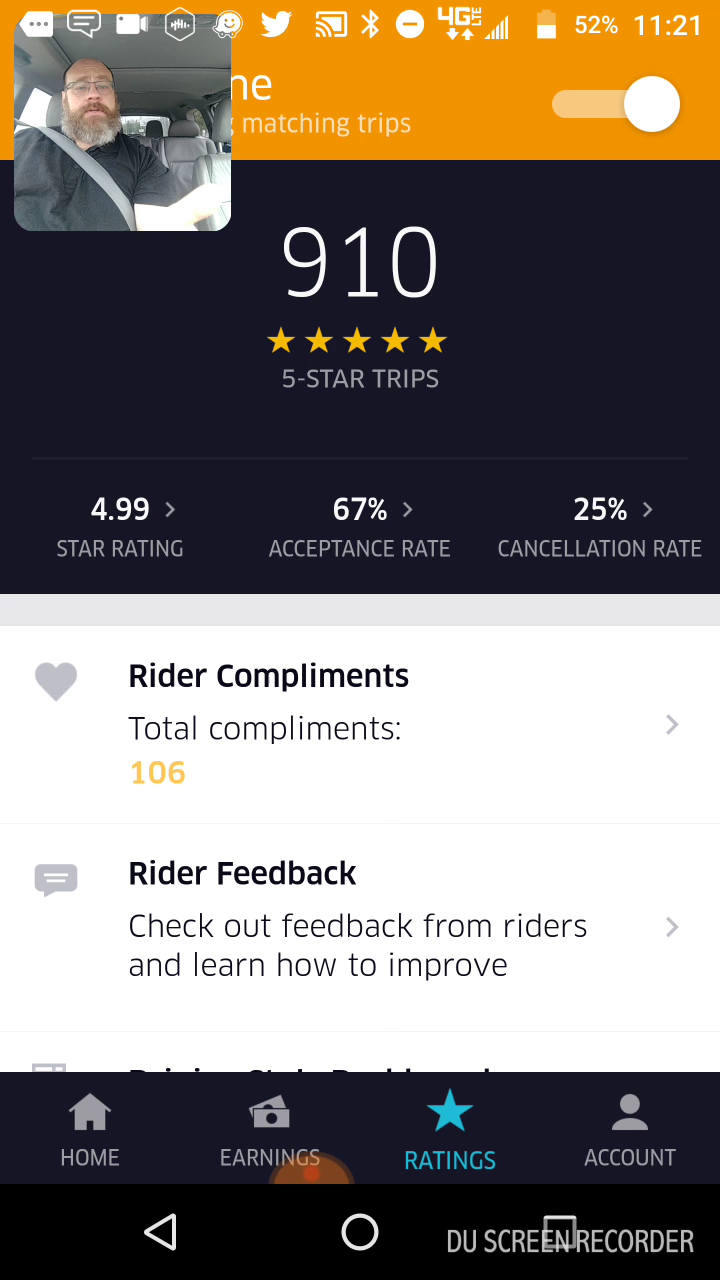 4G LTE 52% 11:21
matching trips
910
5-STAR TRIPS
4.99 67% 25%
STAR RATING ACCEPTANCE RATE CANCELLATION RATE
Rider Compliments
Total compliments:
106
Rider Feedback
Check out feedback from riders
and learn how to improve
HOME EARNINGS RATINGS ACCOUNT
DU SCREEN RECORDER